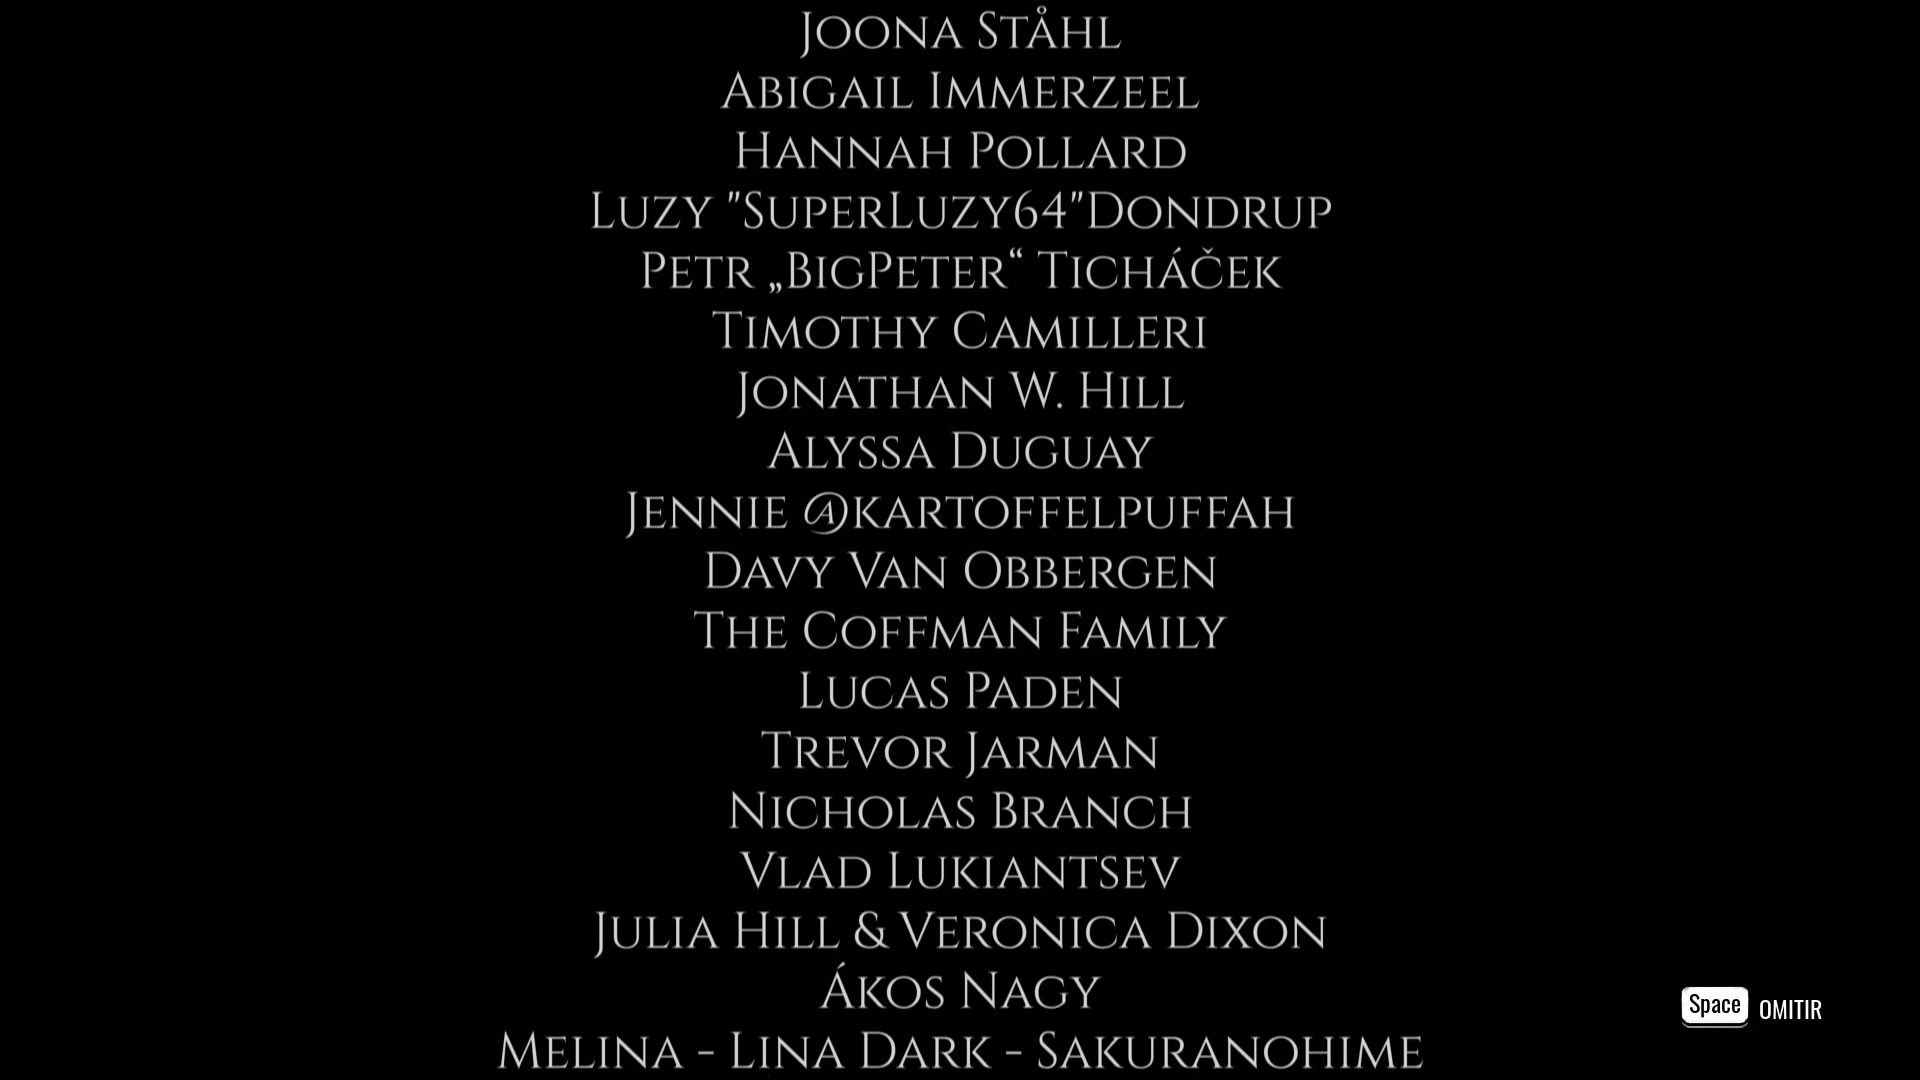 Joona Ståhl
Abigail Immerzeel
Hannah Pollard
Luzy "SuperLuzy64"Dondrup
Petr „BigPeter“ Ticháček
Timothy Camilleri
Jonathan W. Hill
Alyssa Duguay
Jennie @kartoffelpuffah
Davy Van Obbergen
The Coffman Family
Lucas Paden
Trevor Jarman
Nicholas Branch
Vlad Lukiantsev
Julia Hill & Veronica Dixon
Ákos Nagy
Space OMITIR
Melina - Lina Dark - Sakuranohime